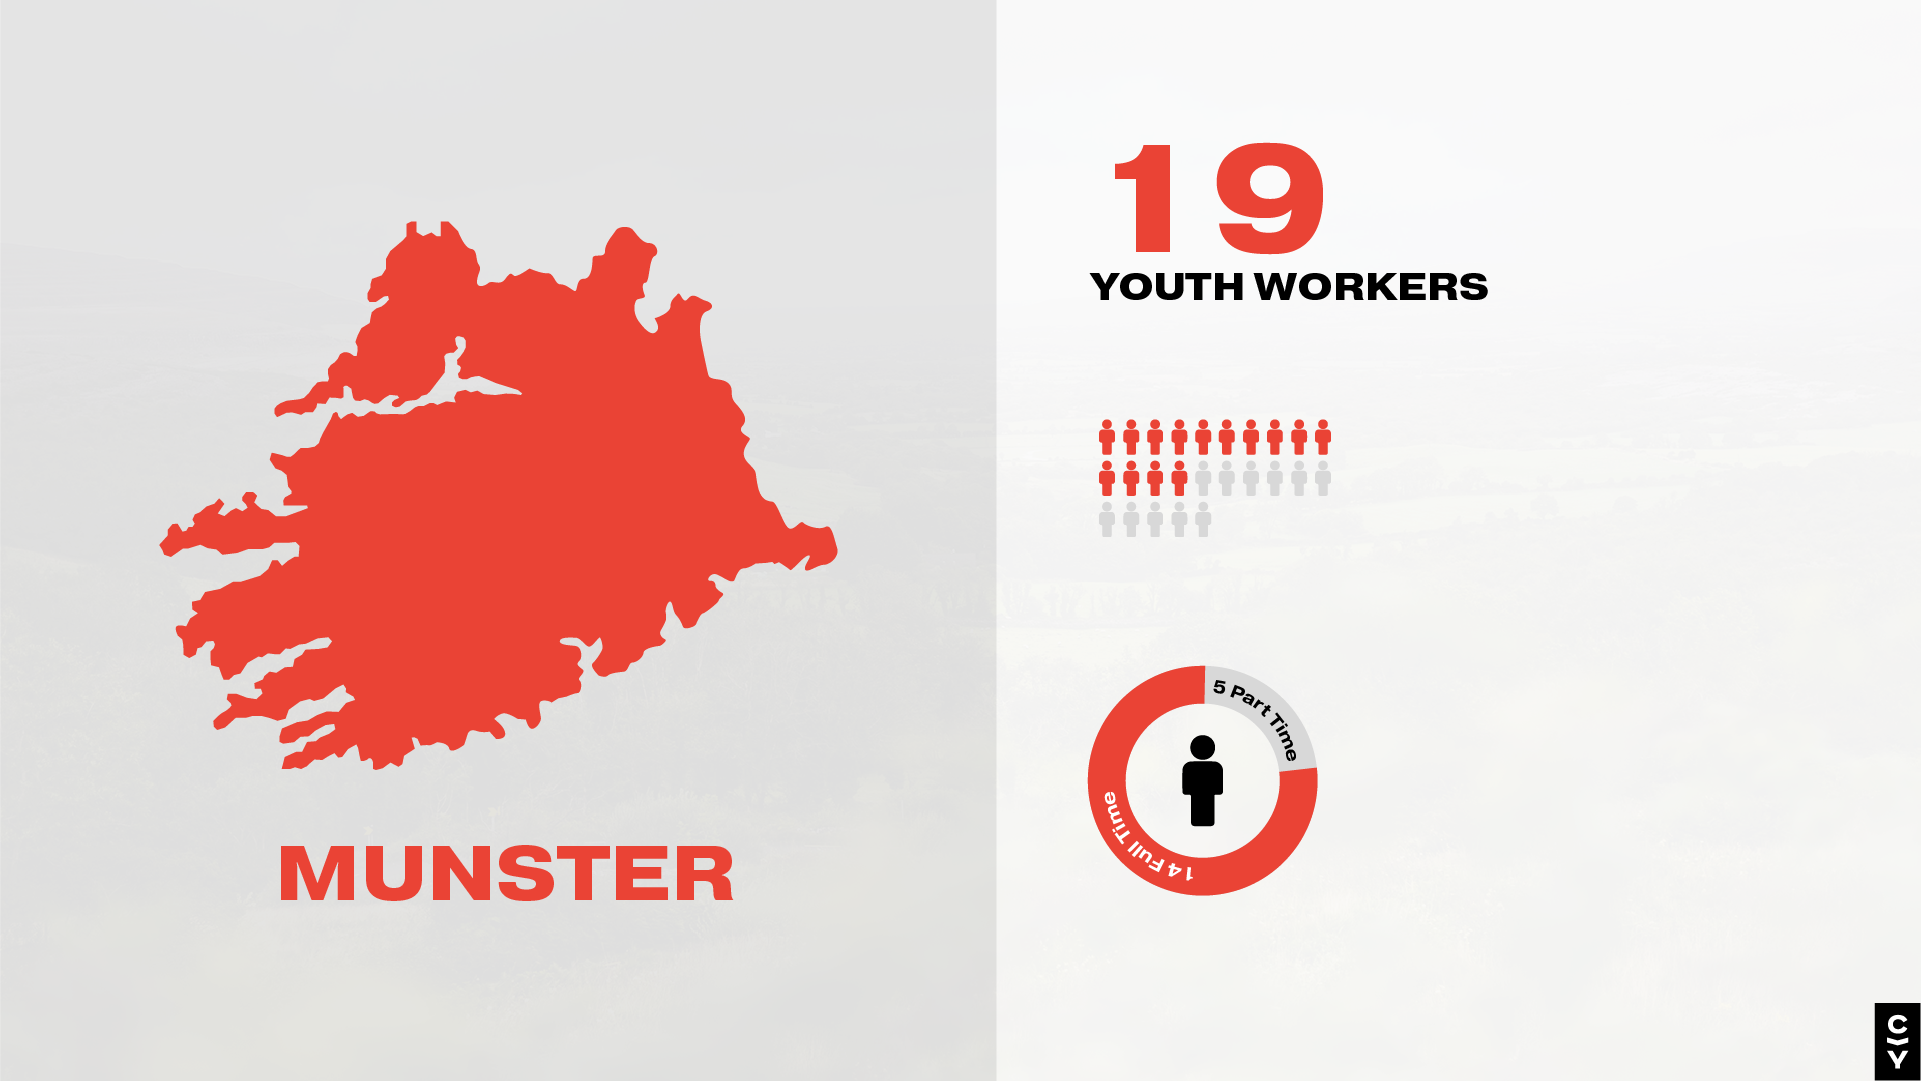 MUNSTER
19
YOUTH WORKERS
5 Part Time
14 Full Time
C
Y